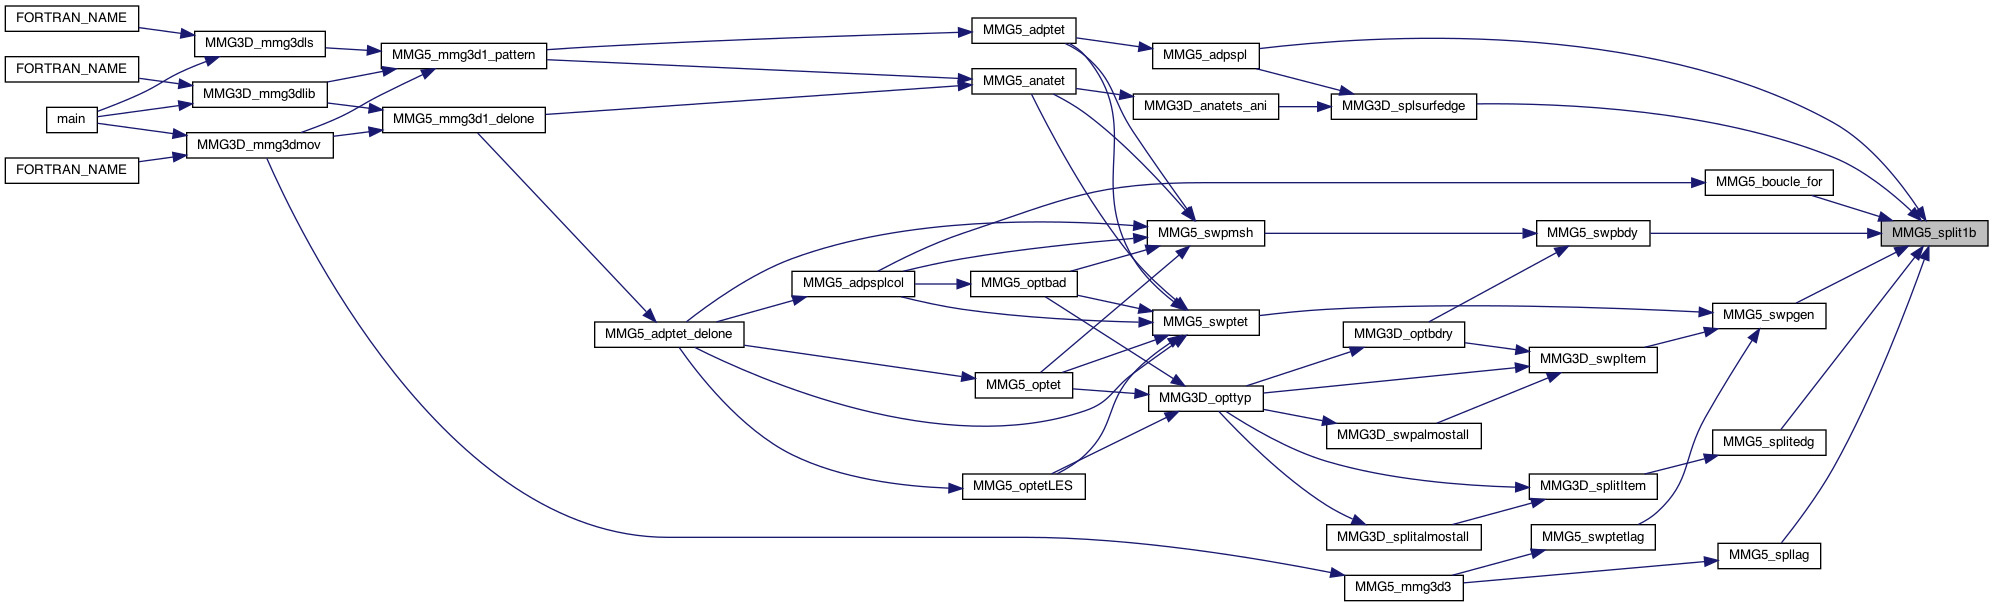 FORTRAN_NAME
MMG3D_mmg3dls
FORTRAN_NAME
MMG3D_mmg3dlib
main
MMG3D_mmg3dmov
FORTRAN_NAME
MMG5_mmg3d1_pattern
MMG5_mmg3d1_delone
MMG5_adptet
MMG5_anatet
MMG5_adpspl
MMG3D_anatets_ani
MMG3D_splsurfedge
MMG5_boucle_for
MMG5_swpmsh
MMG5_swpbdy
MMG5_split1b
MMG5_adpsplcol
MMG5_optbad
MMG5_adptet_delone
MMG5_swptet
MMG5_swpgen
MMG3D_optbdry
MMG3D_swpItem
MMG5_optet
MMG3D_opttyp
MMG3D_swpalmostall
MMG5_splitedg
MMG5_optetLES
MMG3D_splitItem
MMG3D_splitalmostall
MMG5_swptetlag
MMG5_spllag
MMG5_mmg3d3